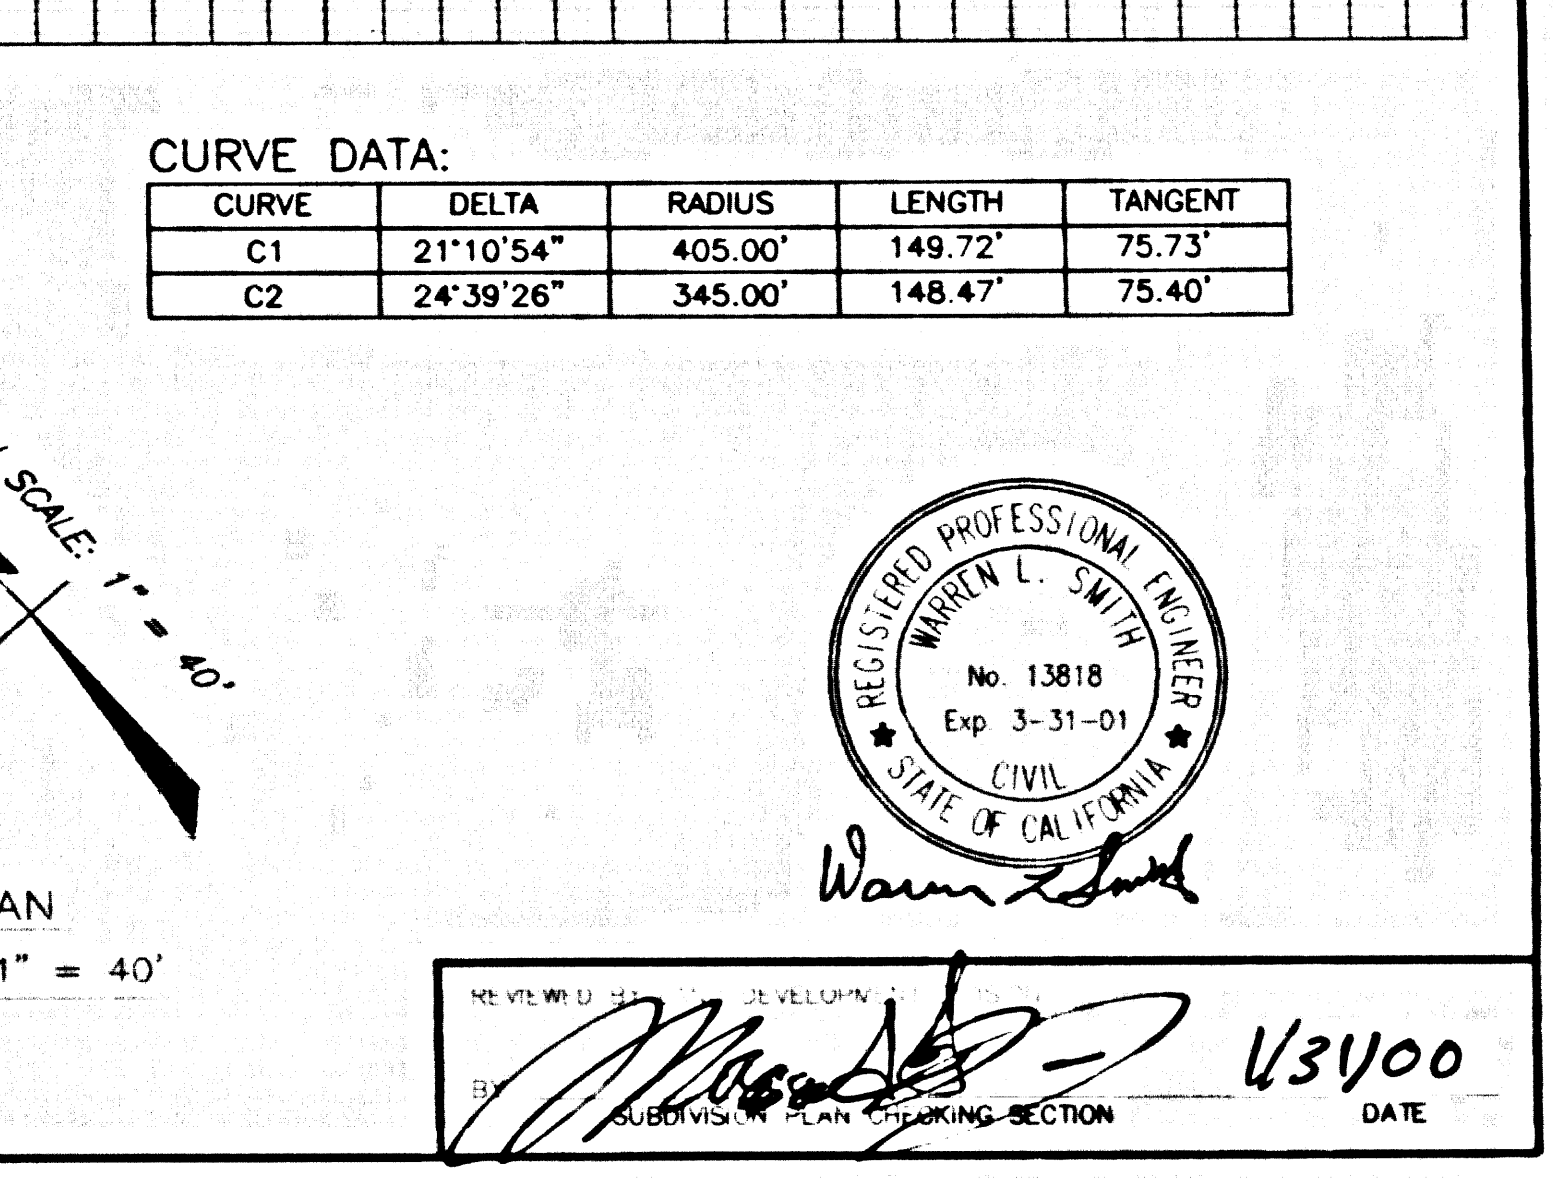 CURVE DATA:
CURVE DELTA RADIUS LENGTH TANGENT
C1 21°10'54" 405.00' 149.72' 75.73'
C2 24°39'26" 345.00' 148.47' 75.40'
SCALE: 1" = 40'
REGISTERED PROFESSIONAL ENGINEER
WARREN L. SMITH
No. 13818
Exp. 3-31-01
CIVIL
★ STATE OF CALIFORNIA ★
Warren L Smith
AN
1" = 40'
REVIEWED BY DEVELOPMENT
1/31/00
BY
SUBDIVISION PLAN CHECKING SECTION DATE